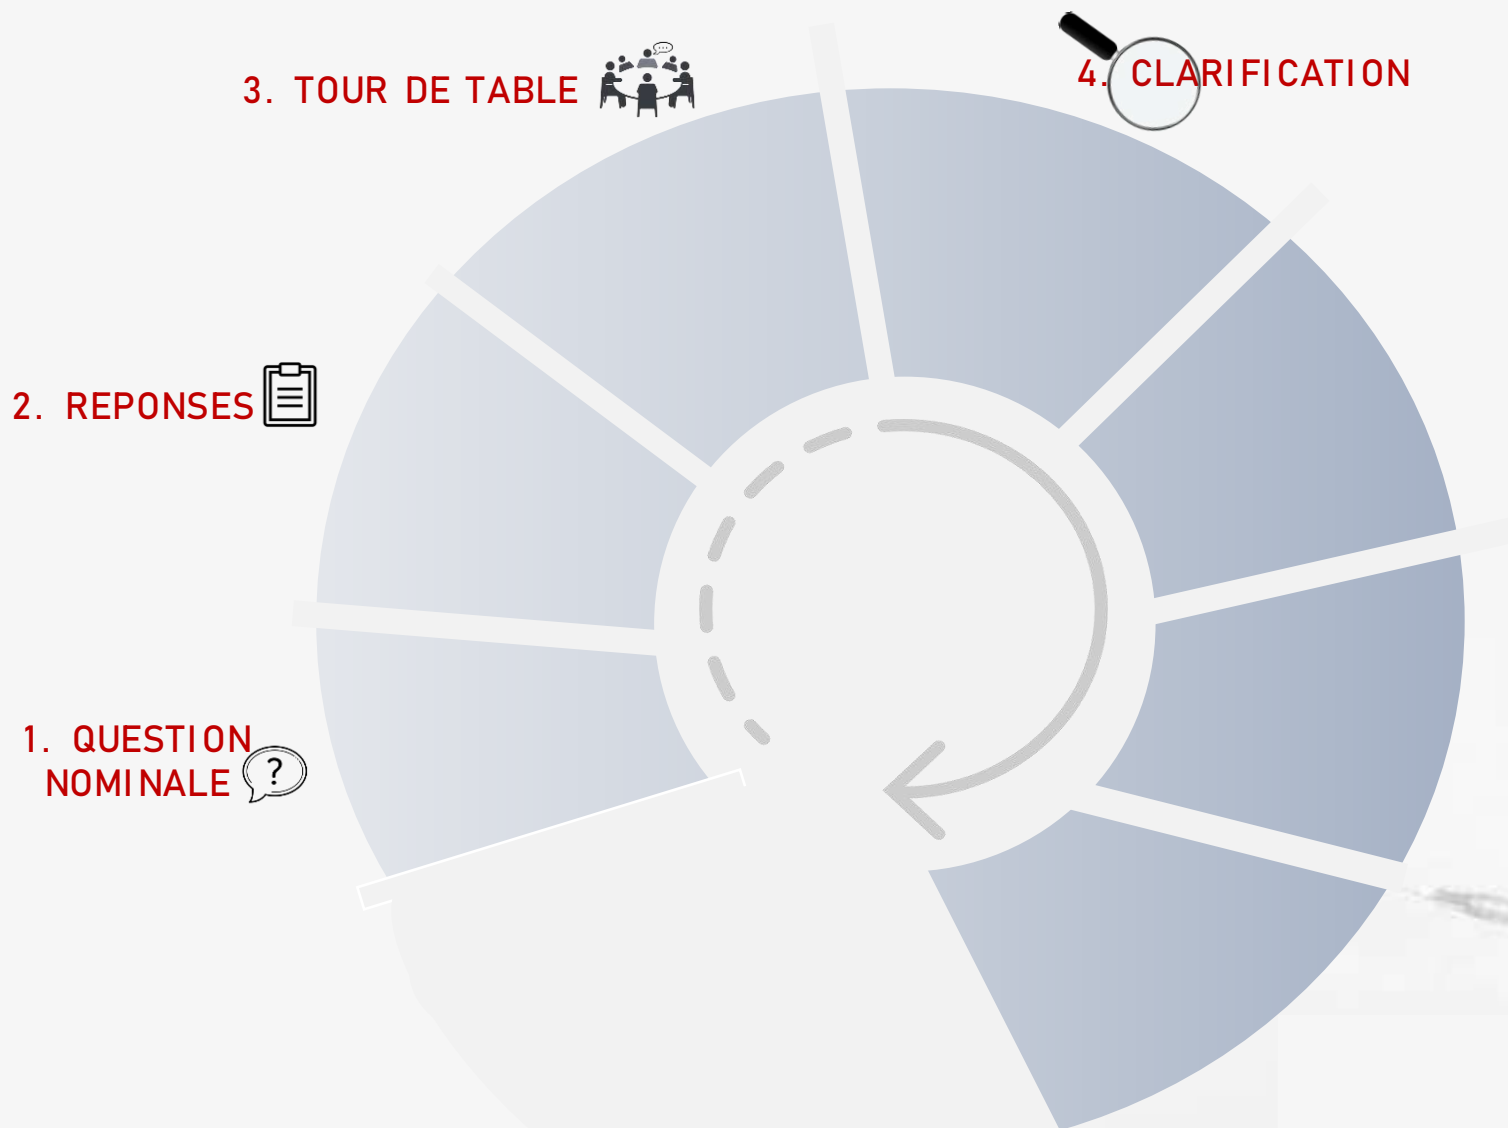 3. TOUR DE TABLE
4. CLARIFICATION
2. REPONSES
1. QUESTION
NOMINALE
?